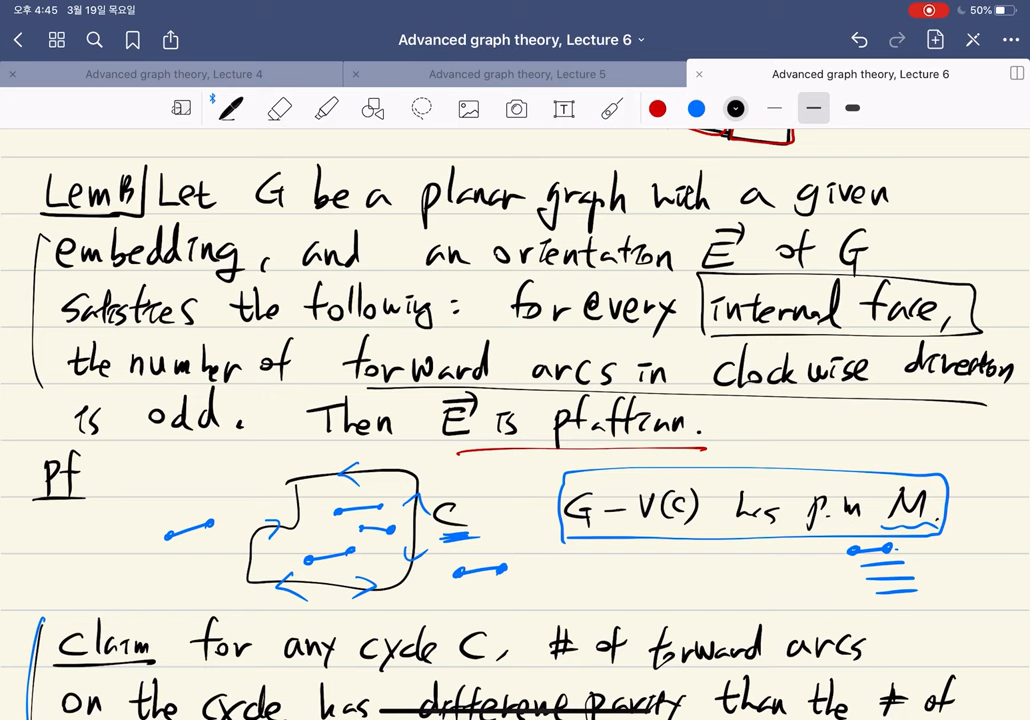 오후 4:45 3월 19일 목요일
50%
Advanced graph theory, Lecture 6
Advanced graph theory, Lecture 4
Advanced graph theory, Lecture 5
Advanced graph theory, Lecture 6
Lem B Let G be a planar graph with a given
embedding, and an orientation E⃗ of G
satisfies the following: for every internal face,
the number of forward arcs in clockwise direction
is odd. Then E⃗ is pfaffian.
Pf
C
G - V(C) has p.m M.
Claim for any cycle C, # of forward arcs
on the cycle has different parity than the # of